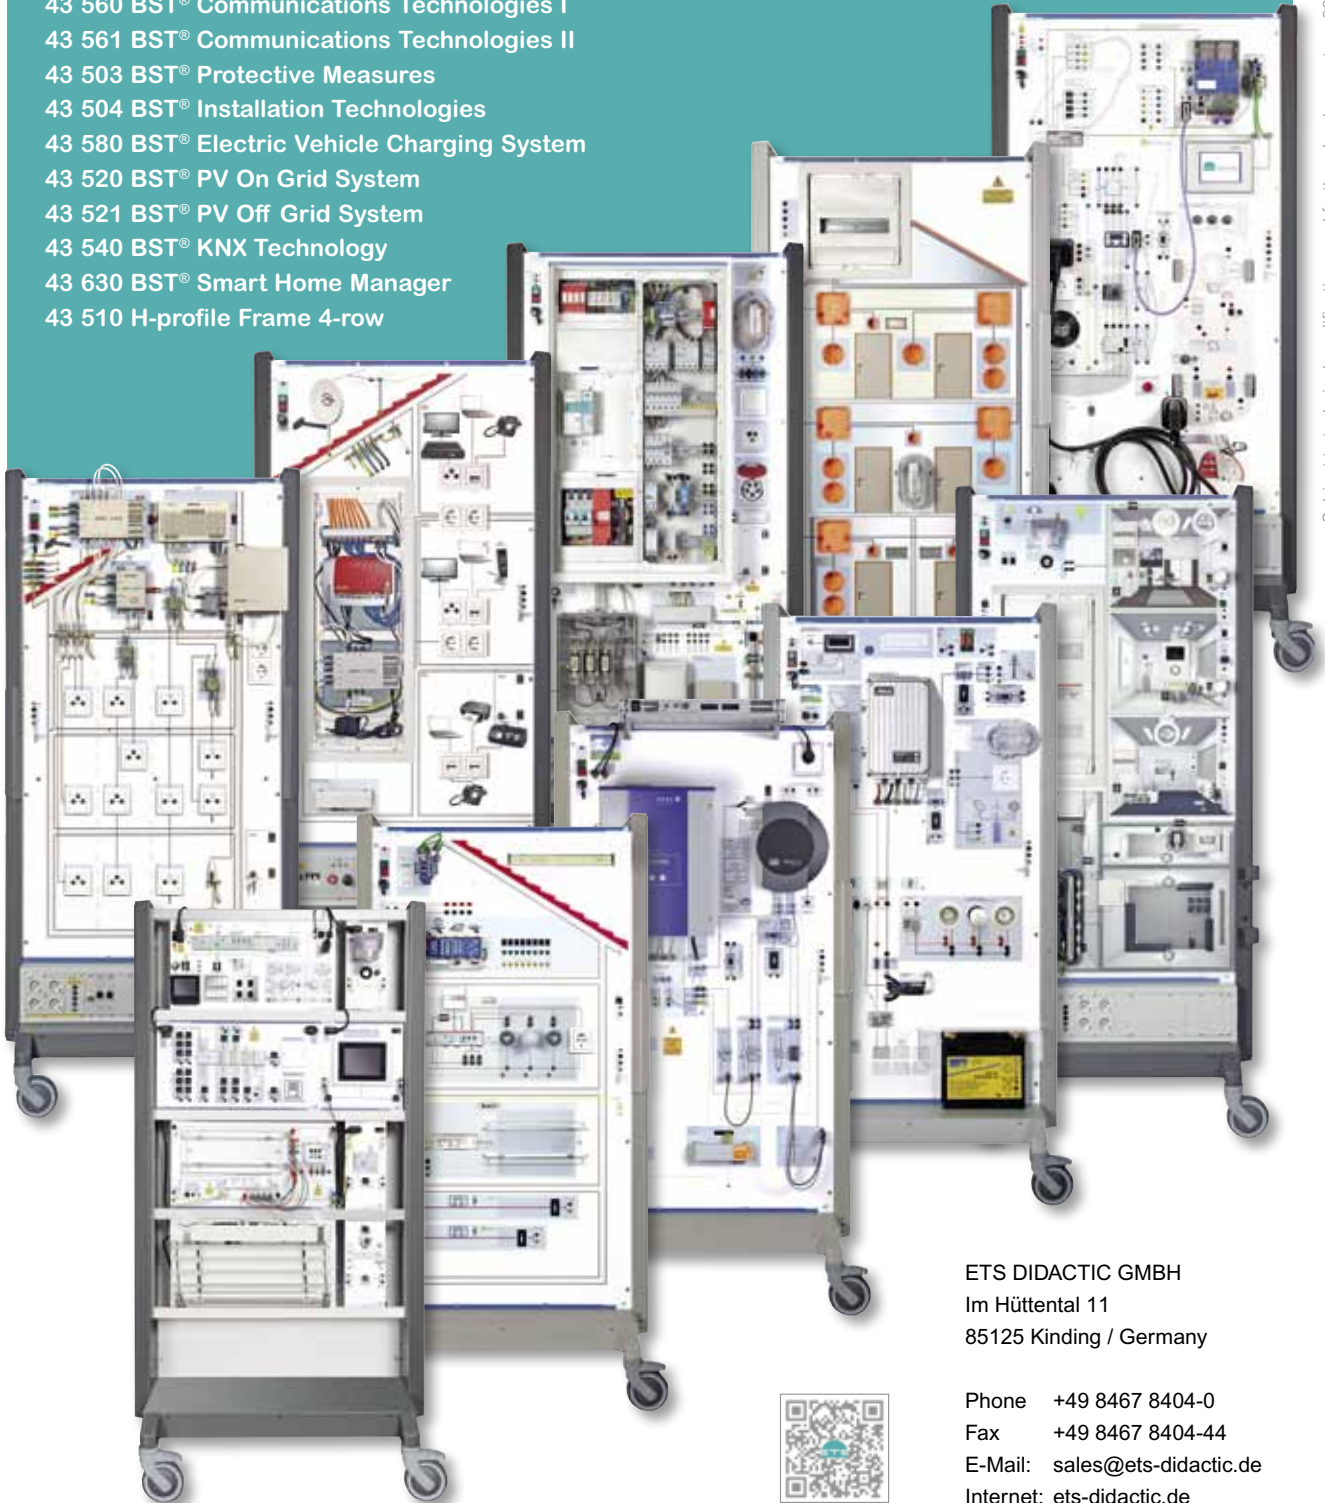 43 560 BST® Communications Technologies I
43 561 BST® Communications Technologies II
43 503 BST® Protective Measures
43 504 BST® Installation Technologies
43 580 BST® Electric Vehicle Charging System
43 520 BST® PV On Grid System
43 521 BST® PV Off Grid System
43 540 BST® KNX Technology
43 630 BST® Smart Home Manager
43 510 H-profile Frame 4-row
ETS DIDACTIC GMBH
Im Hüttental 11
85125 Kinding / Germany
Phone +49 8467 8404-0
Fax +49 8467 8404-44
E-Mail: sales@ets-didactic.de
Internet: ets-didactic.de
ETS